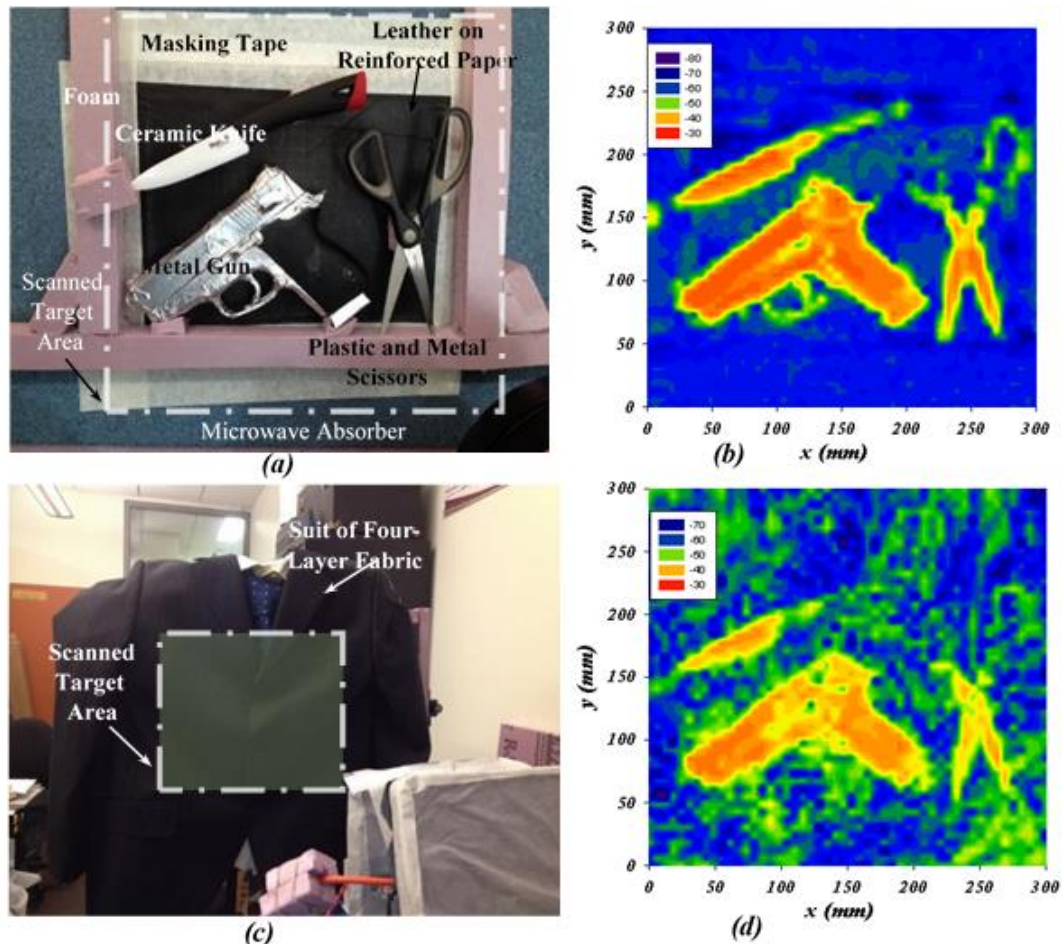 Masking Tape
Leather on
Reinforced Paper
Foam
Ceramic Knife
Metal Gun
Scanned
Target
Area
Plastic and Metal
Scissors
Microwave Absorber
(a)
300
250
200
150
100
50
0
-80
-70
-60
-50
-40
-30
y (mm)
0 50 100 150 200 250 300
x (mm)
(b)
Suit of Four-
Layer Fabric
Scanned
Target
Area
(c)
300
250
200
150
100
50
0
-70
-60
-50
-40
-30
y (mm)
0 50 100 150 200 250 300
x (mm)
(d)